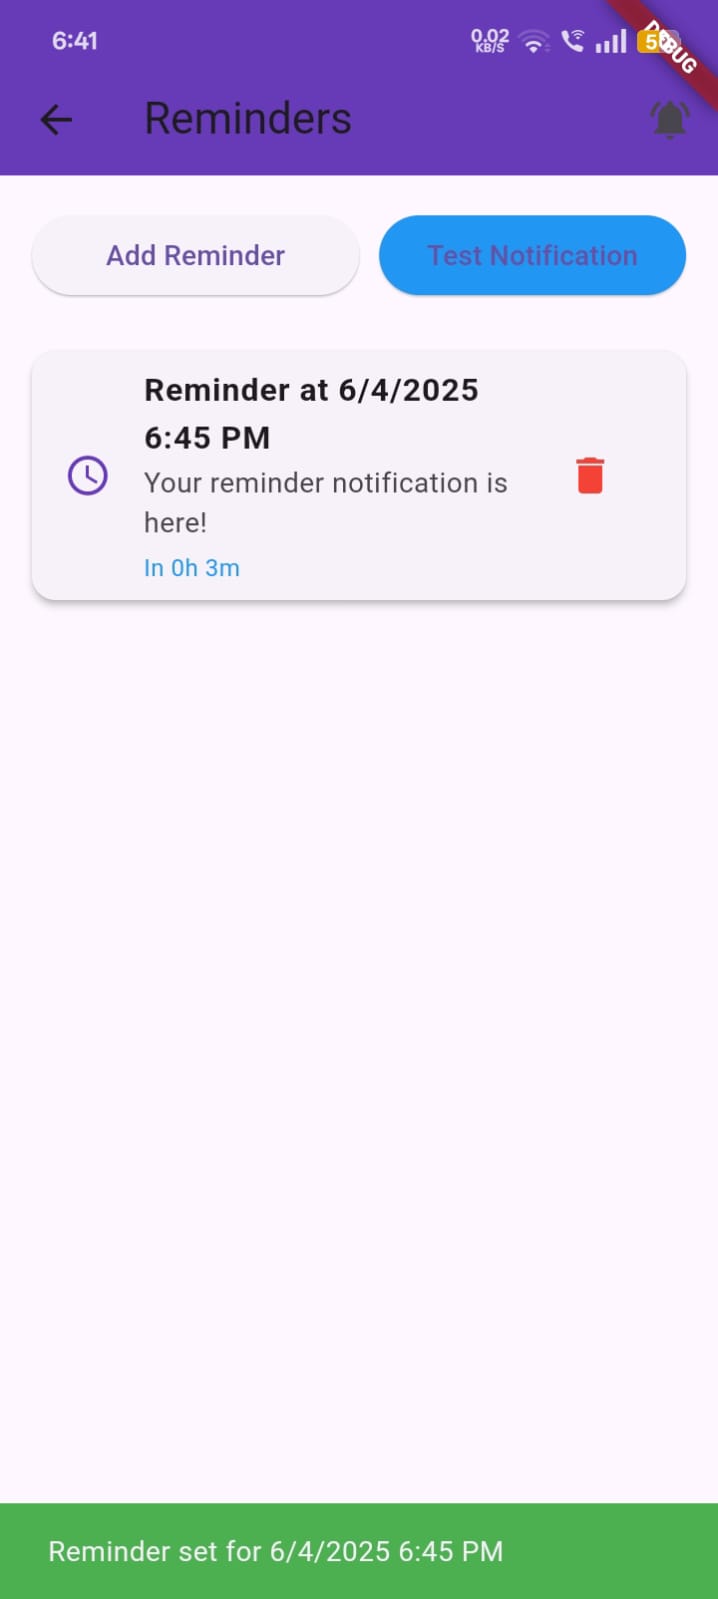 6:41
0.02
KB/S
DEBUG
Reminders
Add Reminder
Test Notification
Reminder at 6/4/2025
6:45 PM
Your reminder notification is
here!
In 0h 3m
Reminder set for 6/4/2025 6:45 PM